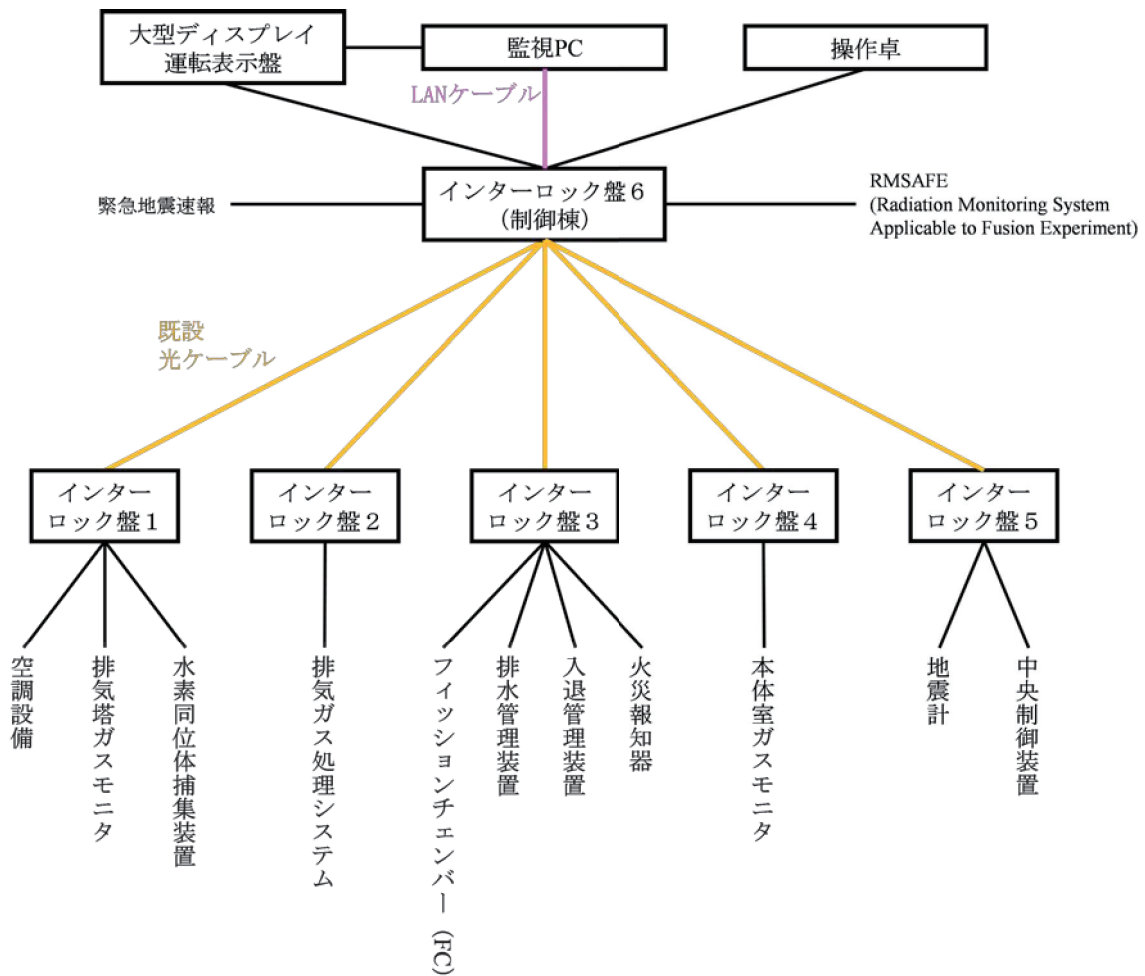 大型ディスプレイ
運転表示盤
監視PC
操作卓
LANケーブル
緊急地震速報
インターロック盤６
（制御棟）
RMSAFE
(Radiation Monitoring System
Applicable to Fusion Experiment)
既設
光ケーブル
インター
ロック盤１
インター
ロック盤２
インター
ロック盤３
インター
ロック盤４
インター
ロック盤５
空調設備
排気塔ガスモニタ
水素同位体捕集装置
排気ガス処理システム
フィッションチェンバー (FC)
排水管理装置
入退管理装置
火災報知器
本体室ガスモニタ
地震計
中央制御装置